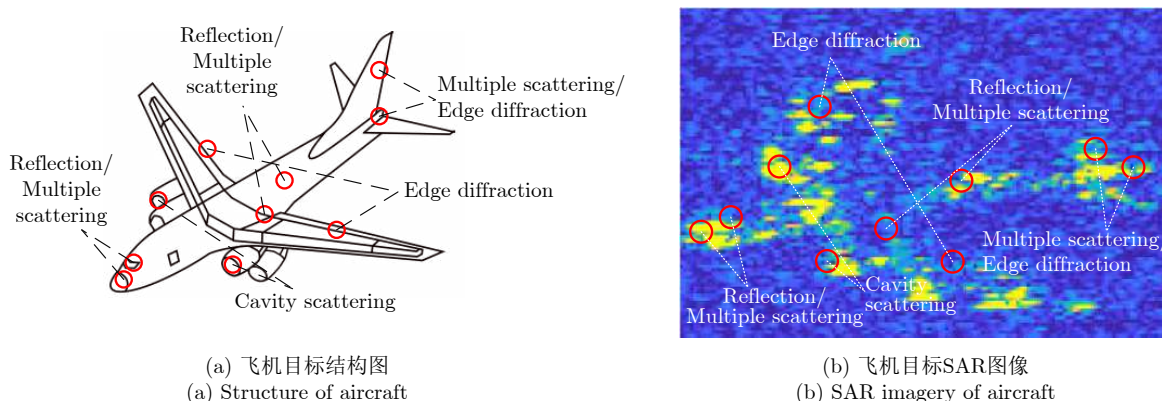 Reflection/
Multiple
scattering
Multiple scattering/
Edge diffraction
Reflection/
Multiple
scattering
Edge diffraction
Cavity scattering
(a) 飞机目标结构图
(a) Structure of aircraft
Edge diffraction
Reflection/
Multiple scattering
Multiple scattering
Edge diffraction
Reflection/
Multiple scattering
Cavity
scattering
(b) 飞机目标SAR图像
(b) SAR imagery of aircraft